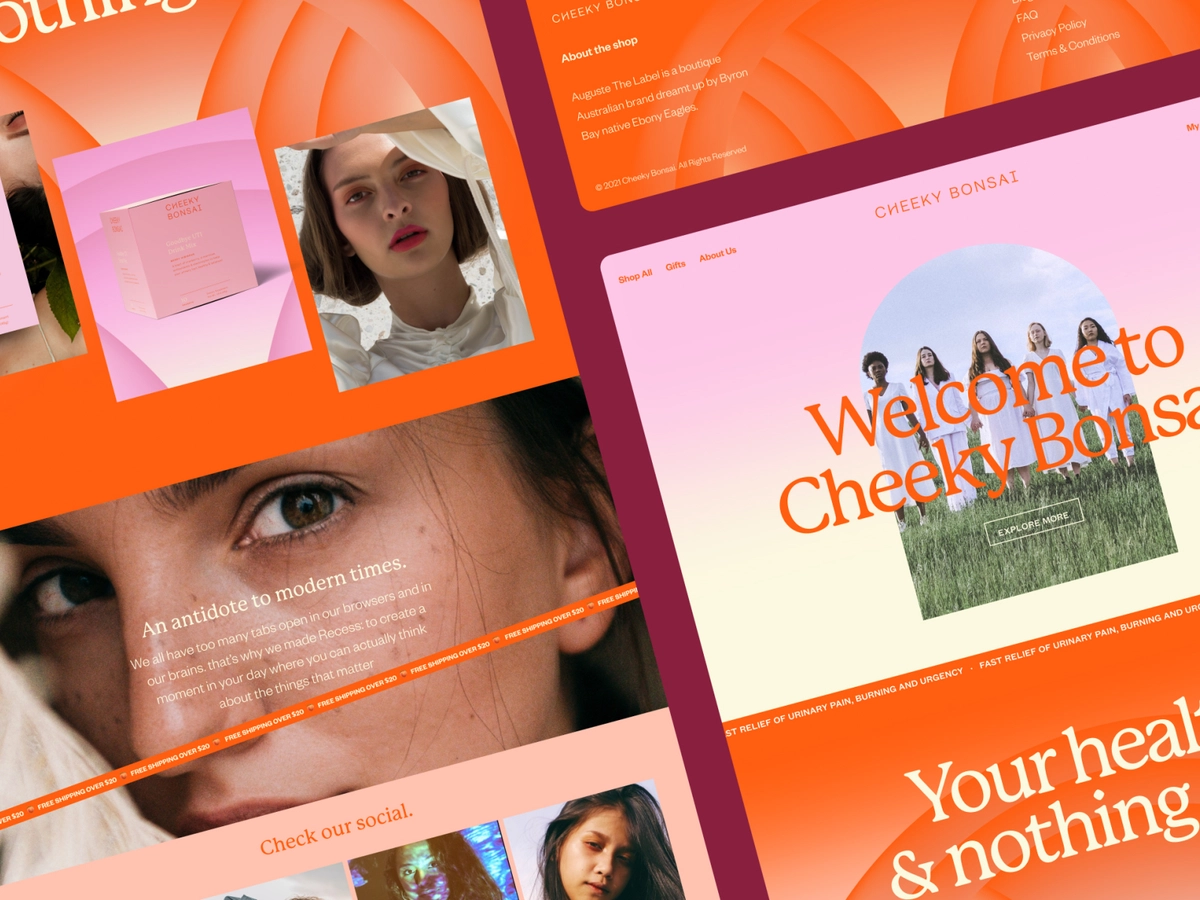 othing
CHEEKY
BONSAI
An antidote to modern times.
We all have too many tabs open in our browsers and in
our brains, that's why we made Recess; to create a
moment in your day where you can actually think
about the things that matter
OVER $20 FREE SHIPPING OVER $20 FREE SHIPPING OVER $20 FREE SHIPPING OVER $20 FREE SHIPPING OVER $20 FREE SHIPPING OVER $20 FREE SHIPPING OVER $20 FREE SHIPPING
Check our social.
CHEEKY BONSAI
About the shop
Auguste The Label is a boutique
Australian brand dreamt up by Byron
Bay native Ebony Eagles.
© 2021 Cheeky Bonsai. All Rights Reserved
FAQ
Privacy Policy
Terms & Conditions
My
CHEEKY BONSAI
Shop All Gifts About Us
Welcome to
Cheeky Bonsa
EXPLORE MORE
ST RELIEF OF URINARY PAIN, BURNING AND URGENCY · FAST RELIEF OF URINARY PAIN, BURNING AND URG
Your healt
& nothing